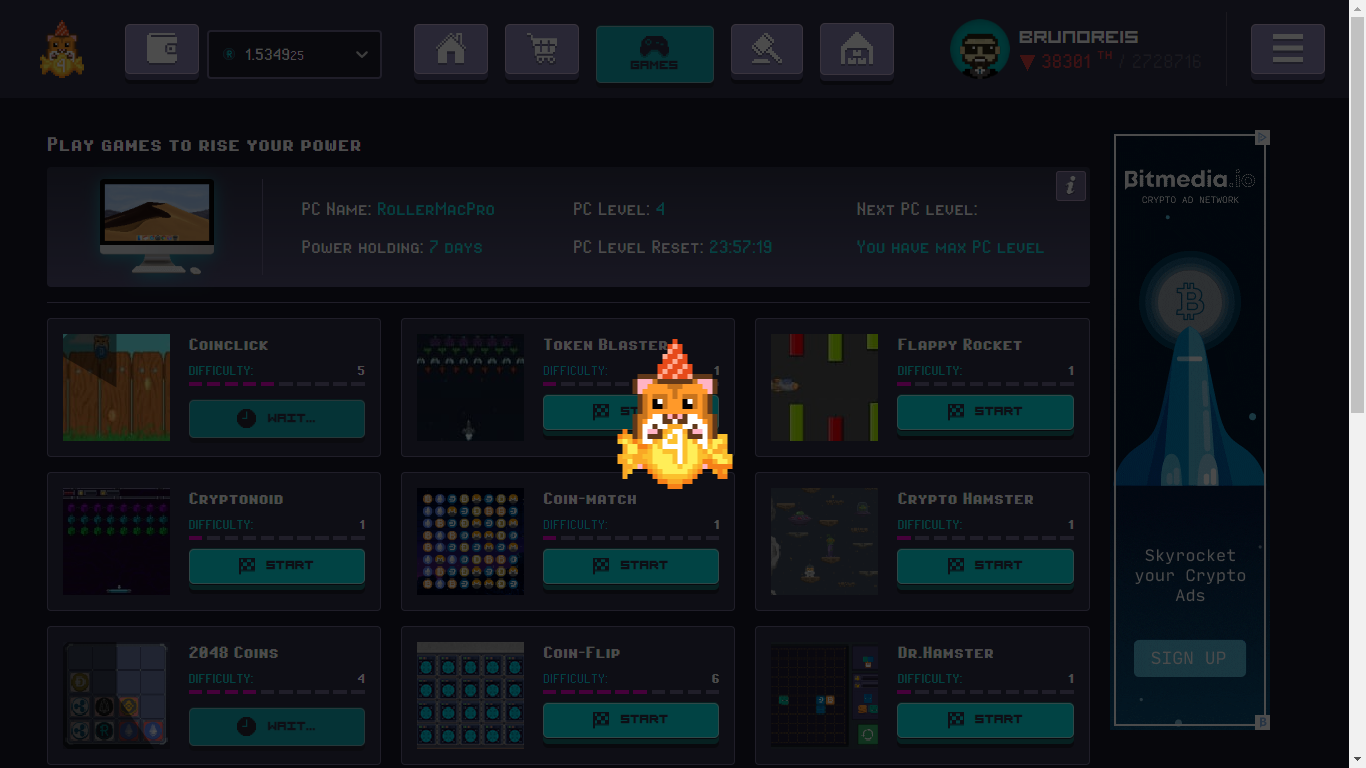 1.5349925
GAMES
BRUNOREIS
38381 TH / 2728716
PLAY GAMES TO RISE YOUR POWER
PC NAME: ROLLERMACPRO
PC LEVEL: 4
NEXT PC LEVEL:
POWER HOLDING: 7 DAYS
PC LEVEL RESET: 23:57:19
YOU HAVE MAX PC LEVEL
i
COINCLICK
DIFFICULTY: 5
WAIT...
TOKEN BLASTER
DIFFICULTY: 1
FLAPPY ROCKET
DIFFICULTY: 1
START
CRYPTONOID
DIFFICULTY: 1
START
COIN-MATCH
DIFFICULTY: 1
START
CRYPTO HAMSTER
DIFFICULTY: 1
START
2048 COINS
DIFFICULTY: 4
WAIT...
COIN-FLIP
DIFFICULTY: 6
START
DR.HAMSTER
DIFFICULTY: 1
START
Bitmedia.io
CRYPTO AD NETWORK
Skyrocket
your Crypto
Ads
SIGN UP